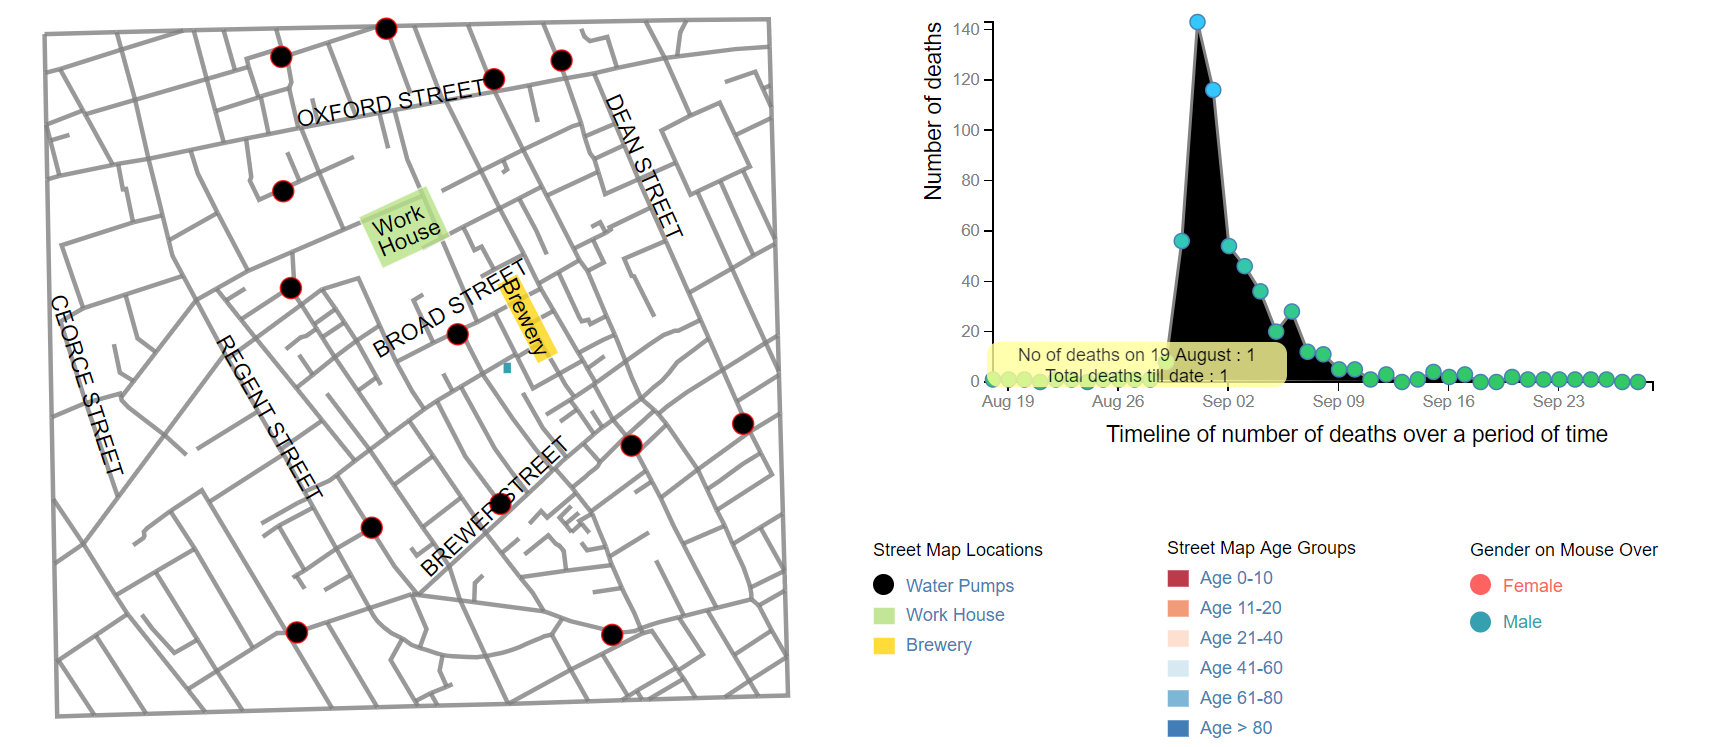 OXFORD STREET
DEAN STREET
Work
House
BROAD STREET
Brewery
GEORGE STREET
REGENT STREET
BREWER STREET
Number of deaths
140
120
100
80
60
40
20
0
No of deaths on 19 August : 1
Total deaths till date : 1
Aug 19
Aug 26
Sep 02
Sep 09
Sep 16
Sep 23
Timeline of number of deaths over a period of time
Street Map Locations
Water Pumps
Work House
Brewery
Street Map Age Groups
Age 0-10
Age 11-20
Age 21-40
Age 41-60
Age 61-80
Age > 80
Gender on Mouse Over
Female
Male